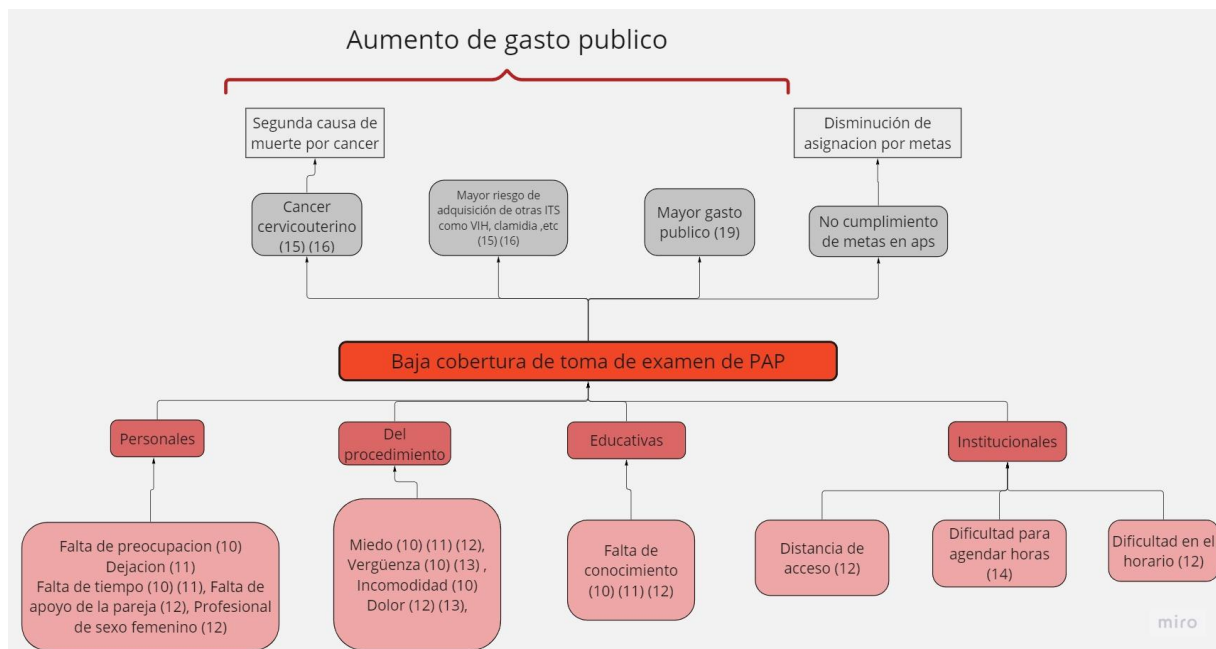 Aumento de gasto publico
Segunda causa de
muerte por cancer
Disminución de
asignacion por metas
Cancer
cervicouterino
(15) (16)
Mayor riesgo de
adquisición de otras ITS
como VIH, clamidia ,etc
(15) (16)
Mayor gasto
publico (19)
No cumplimiento
de metas en aps
Baja cobertura de toma de examen de PAP
Personales
Del
procedimiento
Educativas
Institucionales
Falta de preocupacion (10)
Dejacion (11)
Falta de tiempo (10) (11), Falta de
apoyo de la pareja (12), Profesional
de sexo femenino (12)
Miedo (10) (11) (12),
Vergüenza (10) (13) ,
Incomodidad (10)
Dolor (12) (13),
Falta de
conocimiento
(10) (11) (12)
Distancia de
acceso (12)
Dificultad para
agendar horas
(14)
Dificultad en el
horario (12)
miro